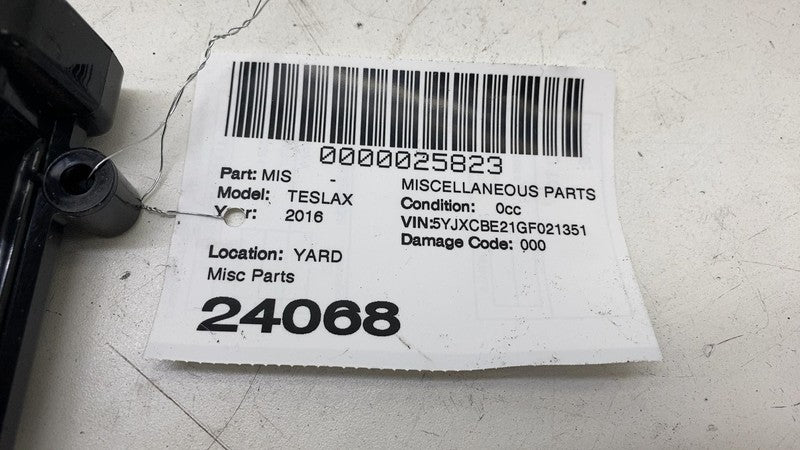 0000025823
Part: MIS -
MISCELLANEOUS PARTS
Model: TESLAX
Condition: 0cc
Year: 2016
VIN:5YJXCBE21GF021351
Damage Code: 000
Location: YARD
Misc Parts
24068